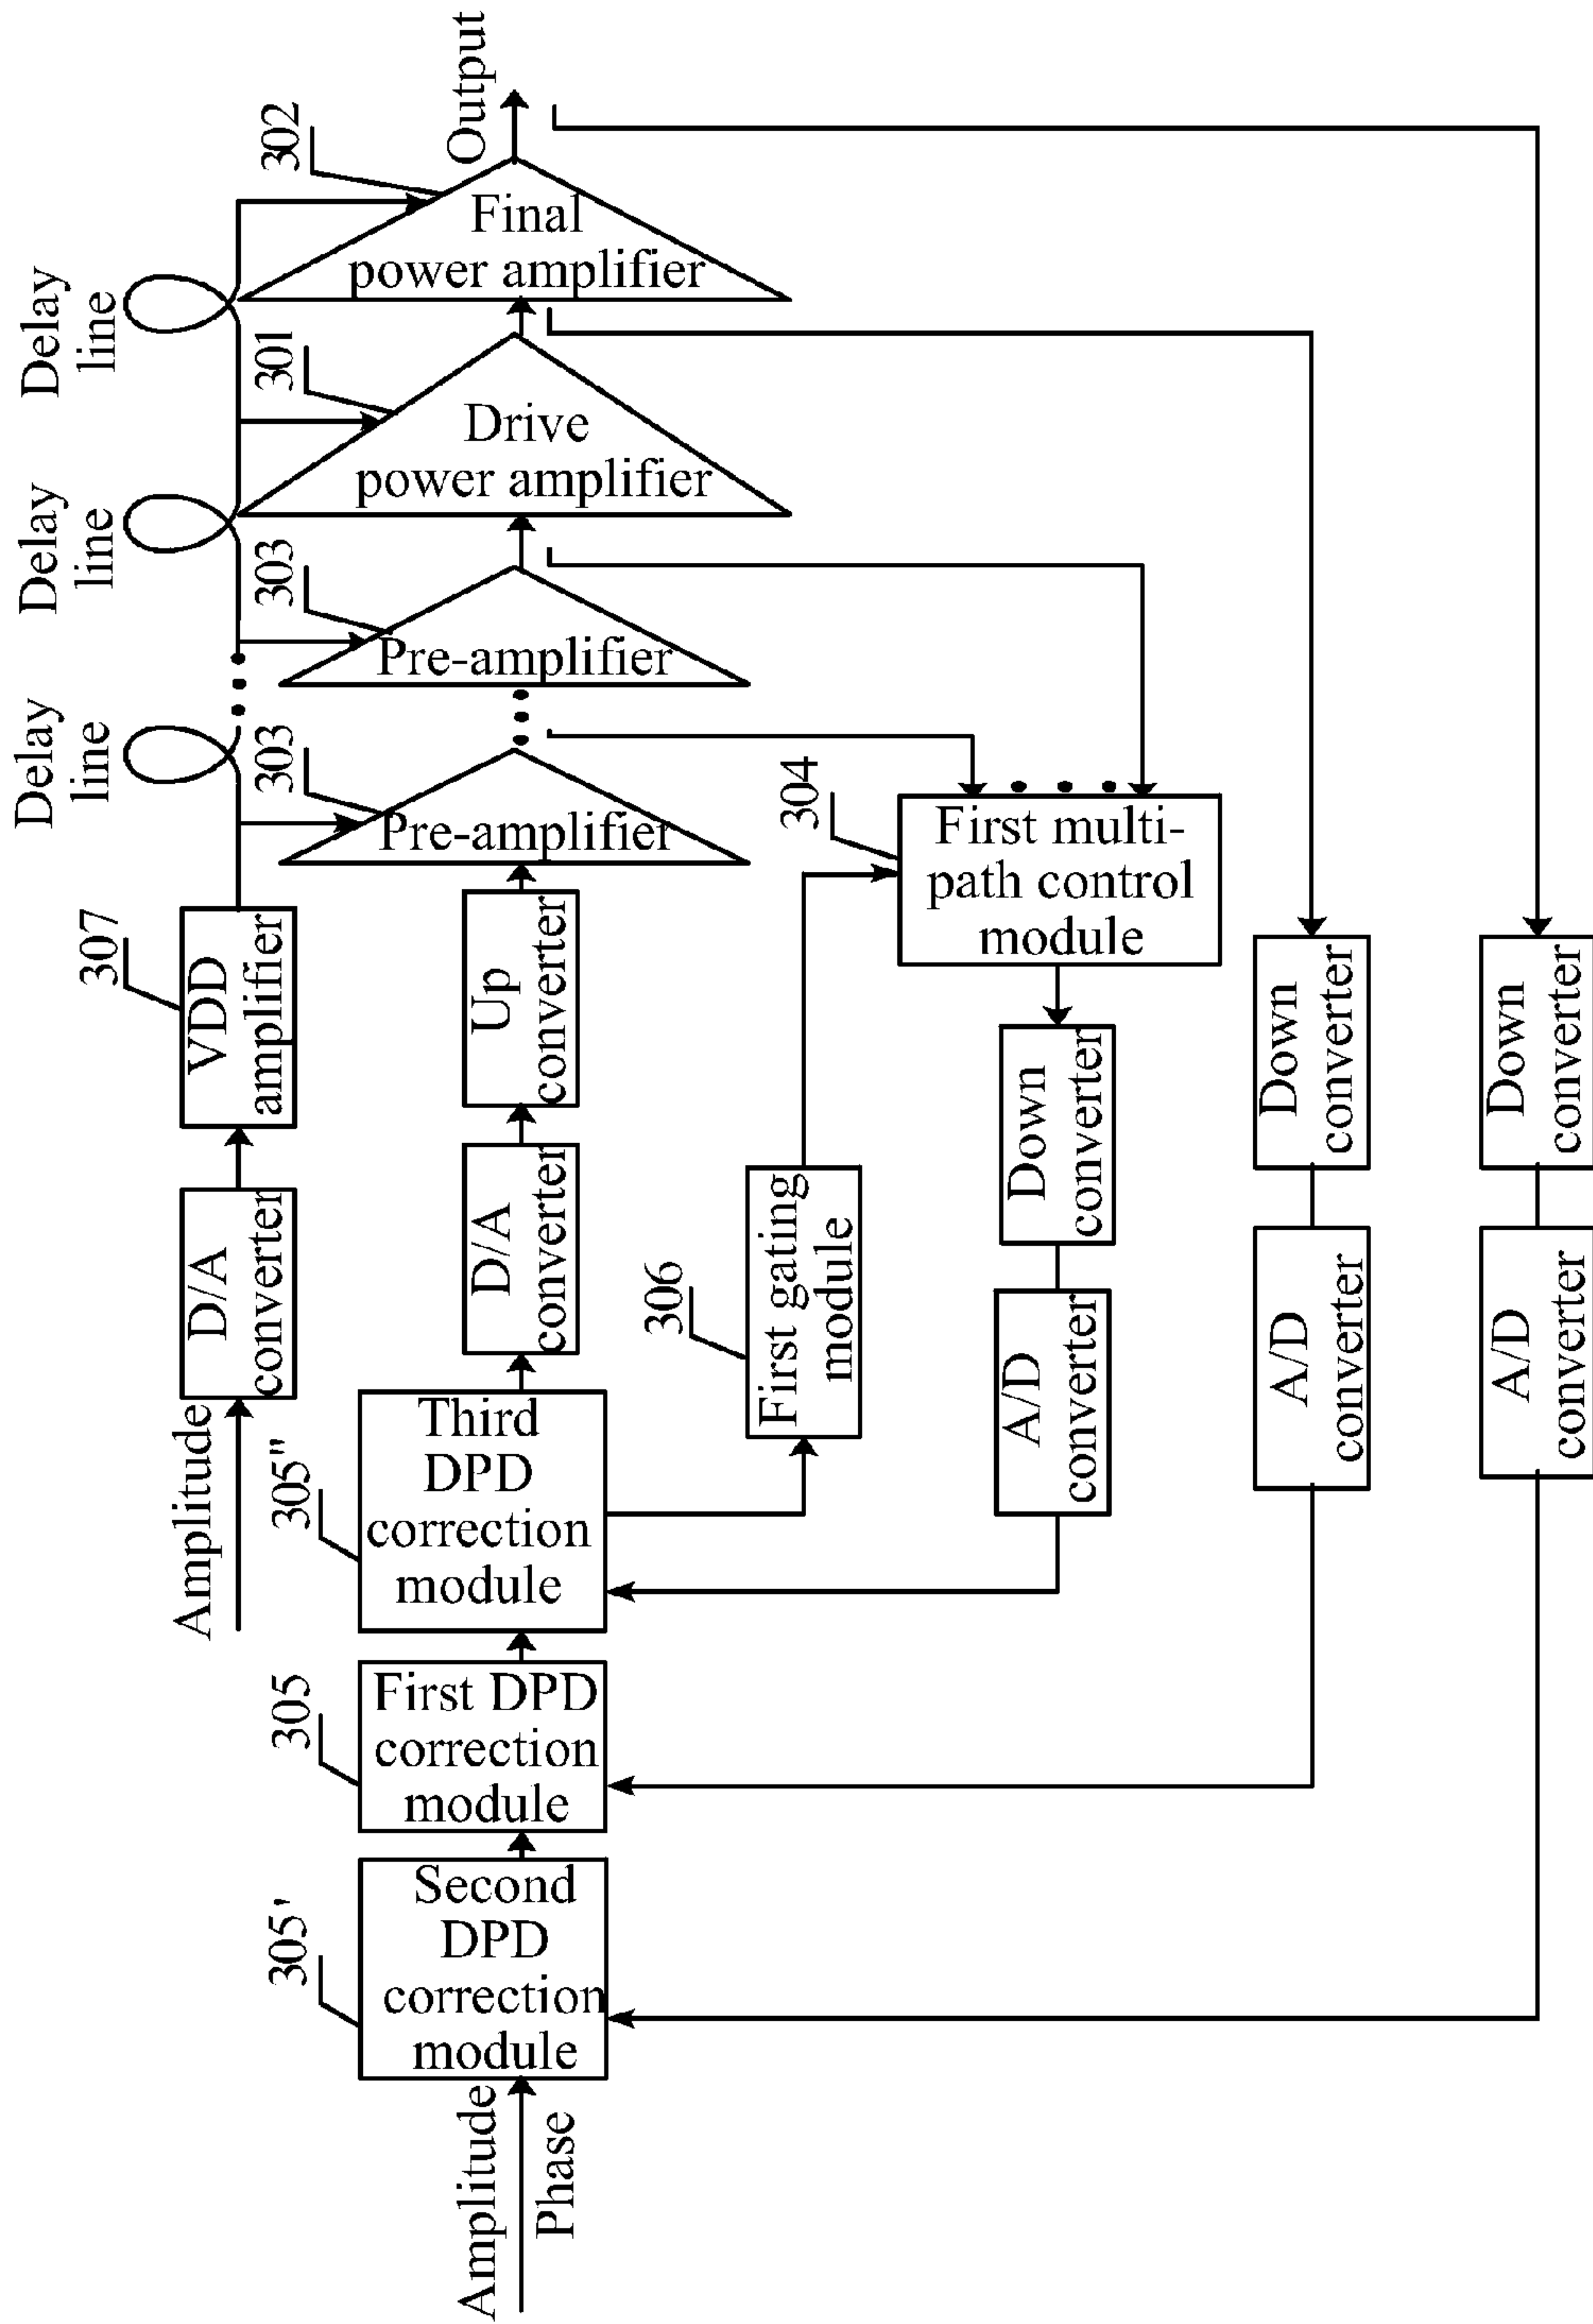 Delay
line
Delay
line
Delay
line
307
303
303
301
302
Amplitude
D/A
converter
VDD
amplifier
Output
305'
305
305"
Amplitude
Phase
Second
DPD
correction
module
First DPD
correction
module
Third
DPD
correction
module
D/A
converter
Up
converter
Pre-amplifier
Pre-amplifier
Drive
power amplifier
Final
power amplifier
306
First gating
module
304
First multi-
path control
module
A/D
converter
Down
converter
A/D
converter
Down
converter
A/D
converter
Down
converter